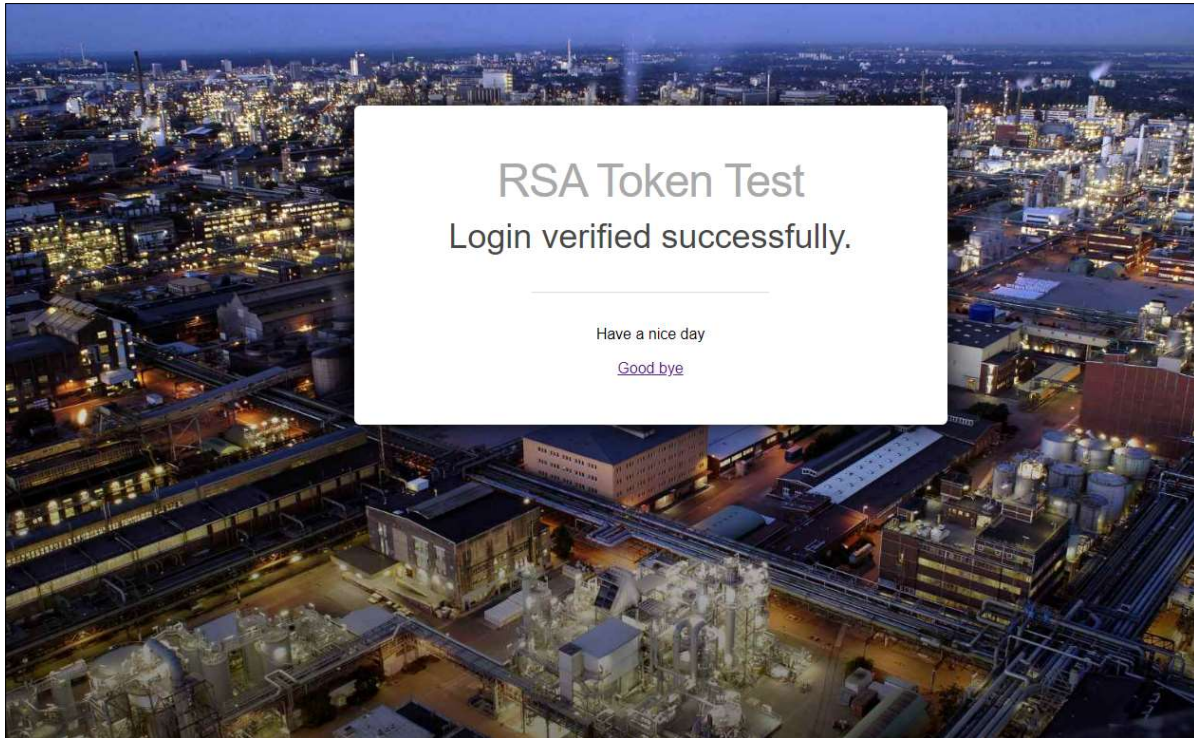 RSA Token Test
Login verified successfully.
Have a nice day
Good bye